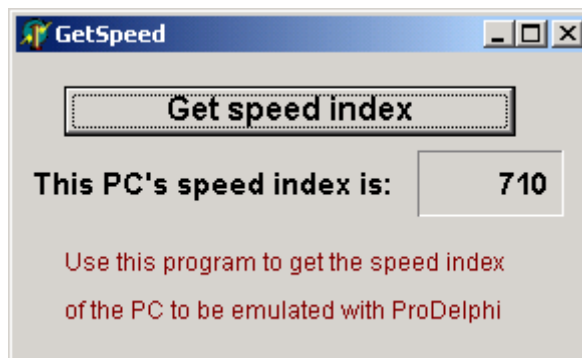 GetSpeed
Get speed index
This PC's speed index is: 710
Use this program to get the speed index
of the PC to be emulated with ProDelphi